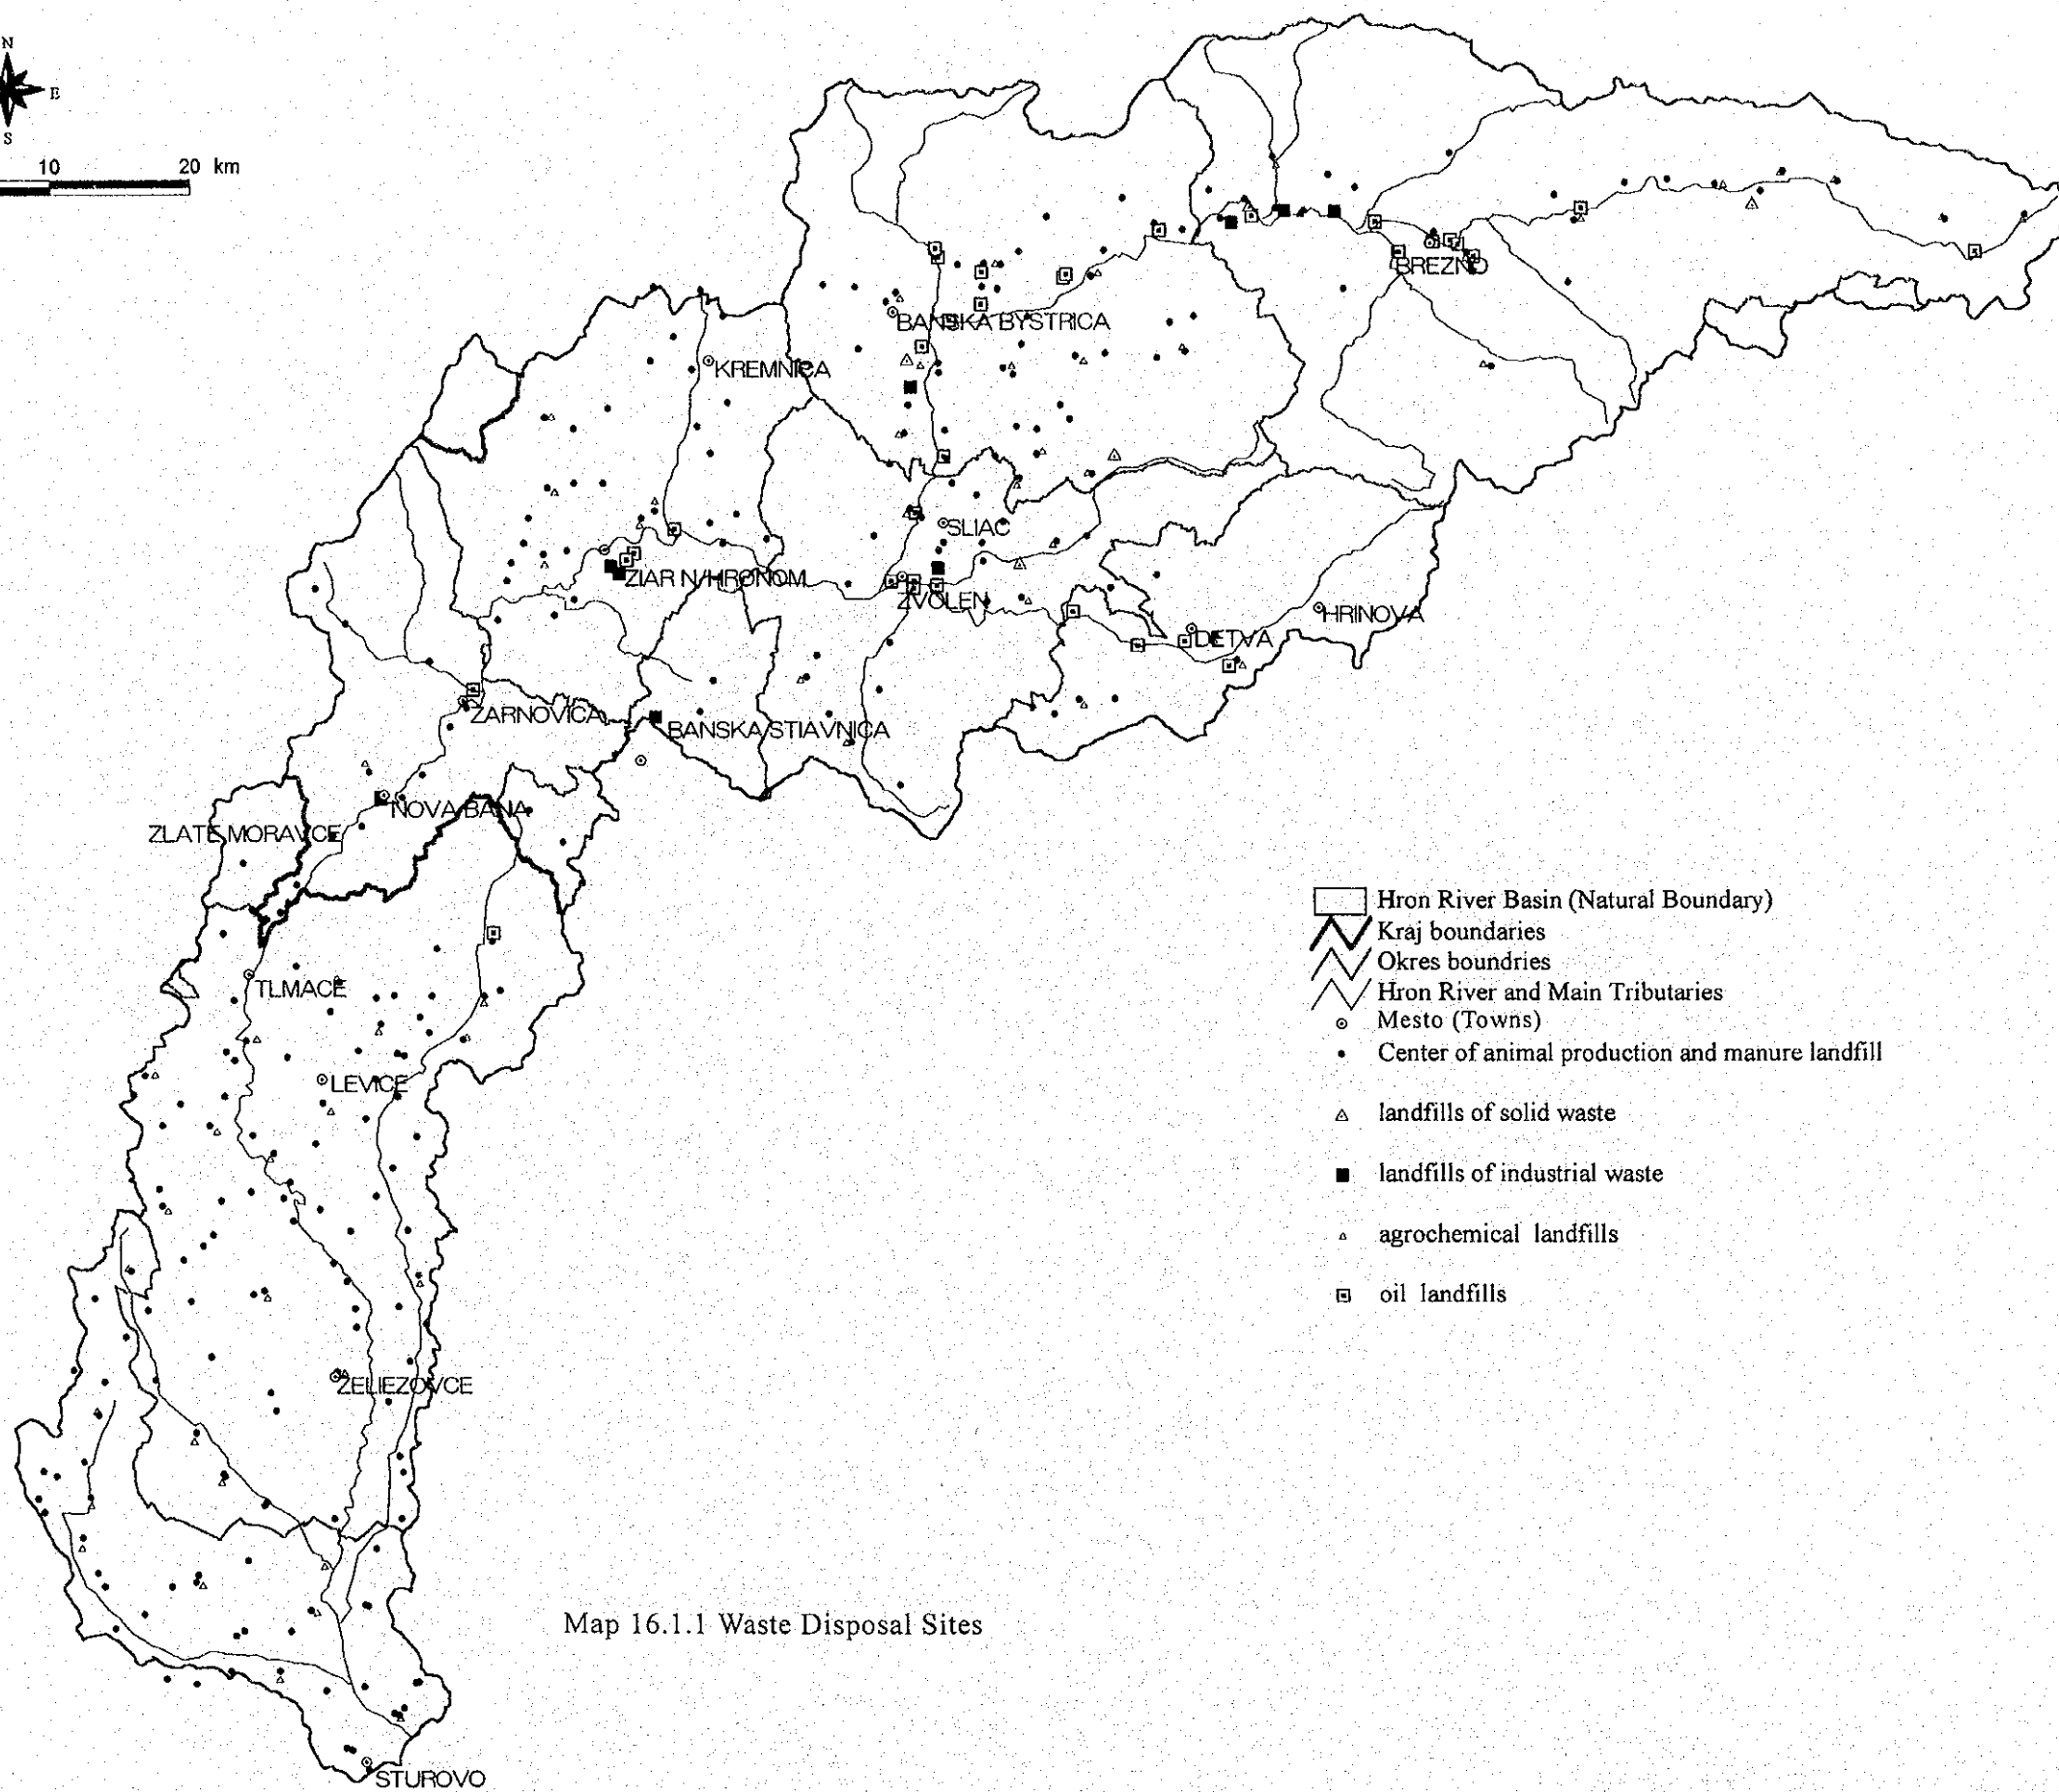 N
E
S
10 20 km
BREZNO
BANSKA BYSTRICA
KREMNICA
SLIAC
ZIAR N/HRONOM
ZVOLEN
HRINOVA
DETVA
ZARNOVICA
BANSKA STIAVNICA
NOVA BANA
ZLATE MORAVCE
TLMACE
LEVICE
ZELIEZOVCE
STUROVO
Hron River Basin (Natural Boundary)
Kraj boundaries
Okres boundries
Hron River and Main Tributaries
Mesto (Towns)
Center of animal production and manure landfill
landfills of solid waste
landfills of industrial waste
agrochemical landfills
oil landfills
Map 16.1.1 Waste Disposal Sites